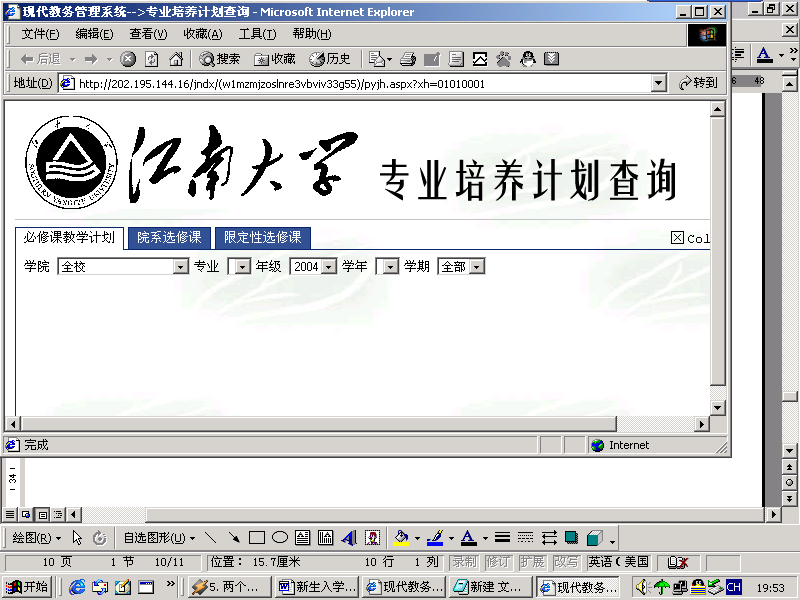 现代教务管理系统-->专业培养计划查询 - Microsoft Internet Explorer
文件(F) 编辑(E) 查看(V) 收藏(A) 工具(T) 帮助(H)
后退 搜索 收藏 历史
地址(D) http://202.195.144.16/jndx/(w1mzmjzoslnre3vbviv33g55)/pyjh.aspx?xh=01010001 转到
6 48
江南大学 专业培养计划查询
SOUTHERN YANGTZE UNIVERSITY
必修课教学计划 院系选修课 限定性选修课 Col
学院 全校 专业 年级 2004 学年 学期 全部
完成 Internet
34
绘图(R) 自选图形(U)
10 页 1 节 10/11 位置: 15.7厘米 10 行 1 列 录制 修订 扩展 改写 英语(美国
开始 5. 两个... 新生入学... 现代教务... 新建 文... 现代教务... CH 19:53